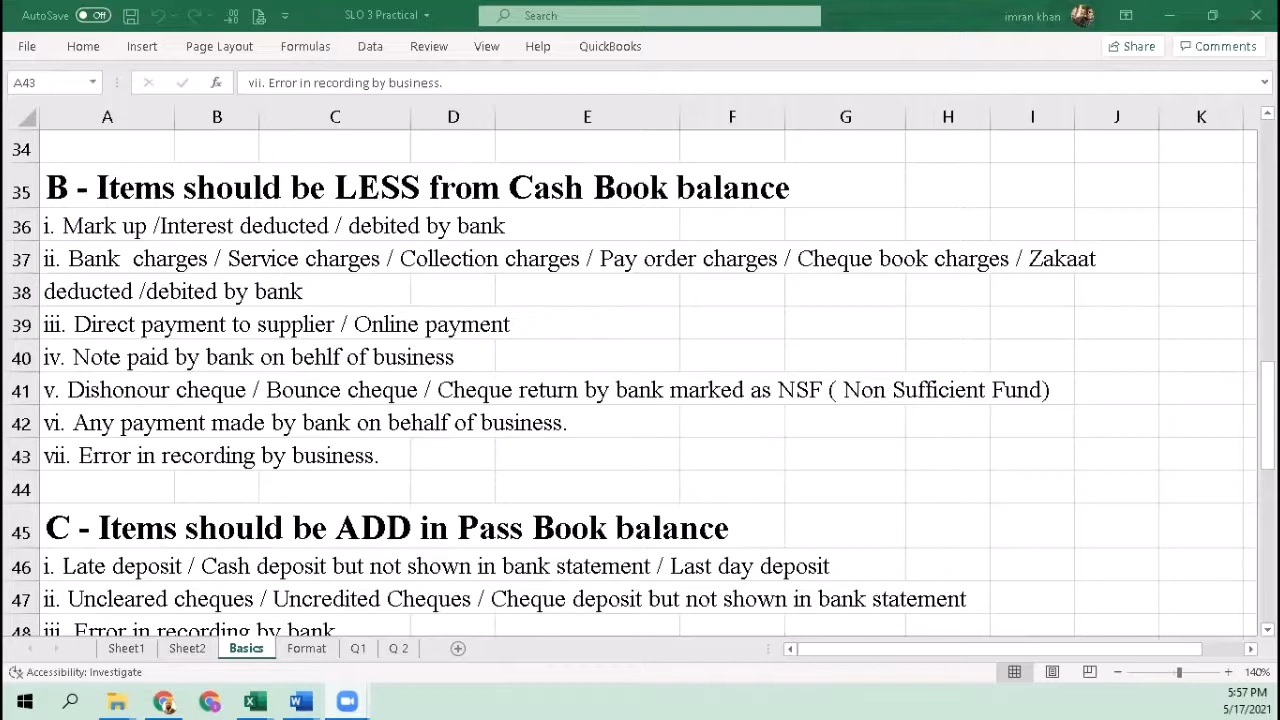 AutoSave Off SLO 3 Practical Search imran khan
File Home Insert Page Layout Formulas Data Review View Help QuickBooks Share Comments
A43 fx vii. Error in recording by business.
A B C D E F G H I J K
34
35 B - Items should be LESS from Cash Book balance
36 i. Mark up /Interest deducted / debited by bank
37 ii. Bank charges / Service charges / Collection charges / Pay order charges / Cheque book charges / Zakaat
38 deducted /debited by bank
39 iii. Direct payment to supplier / Online payment
40 iv. Note paid by bank on behlf of business
41 v. Dishonour cheque / Bounce cheque / Cheque return by bank marked as NSF ( Non Sufficient Fund)
42 vi. Any payment made by bank on behalf of business.
43 vii. Error in recording by business.
44
45 C - Items should be ADD in Pass Book balance
46 i. Late deposit / Cash deposit but not shown in bank statement / Last day deposit
47 ii. Uncleared cheques / Uncredited Cheques / Cheque deposit but not shown in bank statement
48 iii. Error in recording by bank
Sheet1 Sheet2 Basics Format Q1 Q 2
Accessibility: Investigate 140%
5:57 PM
5/17/2021